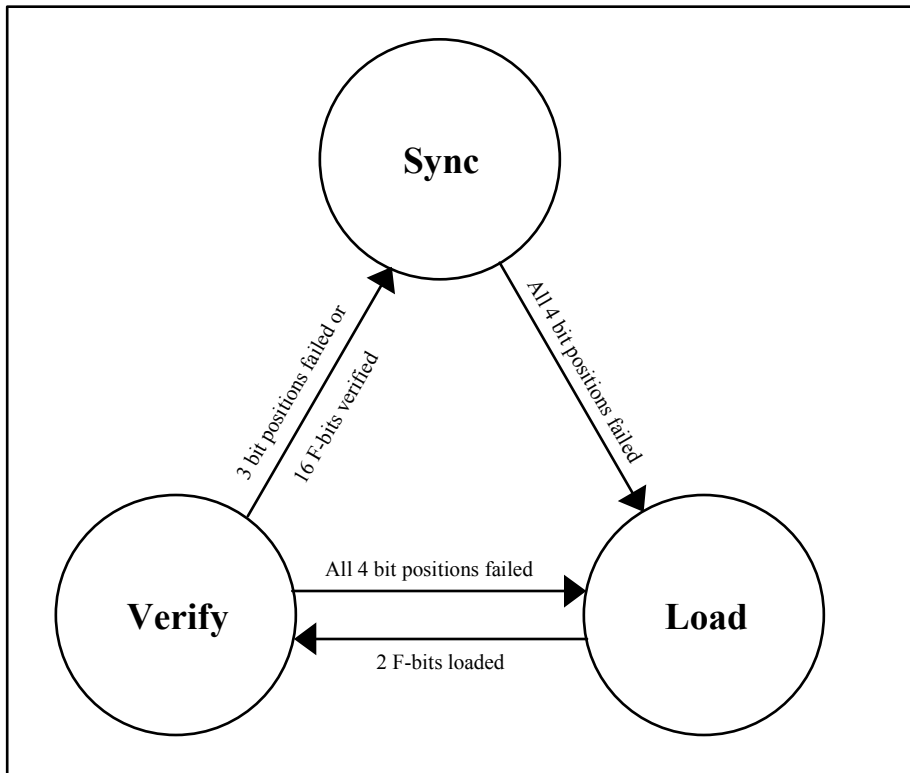 Sync
3 bit positions failed or
16 F-bits verified
All 4 bit positions failed
All 4 bit positions failed
Verify
Load
2 F-bits loaded